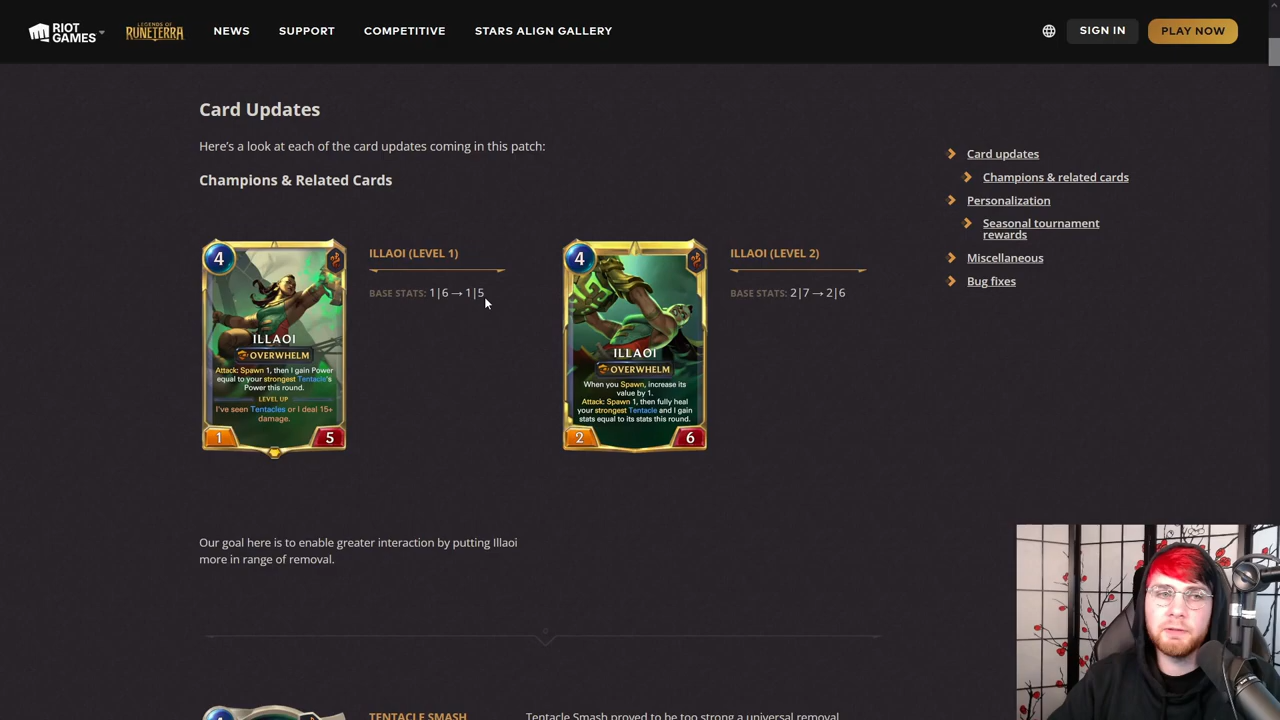 RIOT GAMES
LEGENDS OF RUNETERRA
NEWS
SUPPORT
COMPETITIVE
STARS ALIGN GALLERY
SIGN IN
PLAY NOW
Card Updates
Here's a look at each of the card updates coming in this patch:
Champions & Related Cards
Card updates
Champions & related cards
Personalization
Seasonal tournament
rewards
Miscellaneous
Bug fixes
4
ILLAOI
OVERWHELM
Attack: Spawn 1, then I gain Power
equal to your strongest Tentacle's
Power this round.
LEVEL UP
I've seen Tentacles or I deal 15+
damage.
1
5
ILLAOI (LEVEL 1)
BASE STATS: 1|6 → 1|5
4
ILLAOI
OVERWHELM
When you Spawn, increase its
value by 1.
Attack: Spawn 1, then fully heal
your strongest Tentacle and I gain
stats equal to its stats this round.
2
6
ILLAOI (LEVEL 2)
BASE STATS: 2|7 → 2|6
Our goal here is to enable greater interaction by putting Illaoi
more in range of removal.
TENTACLE SMASH
Tentacle Smash proved to be too strong a universal removal